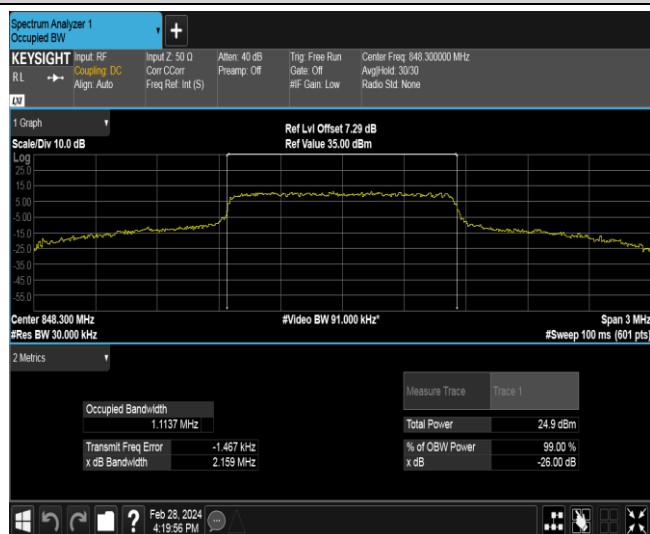 Spectrum Analyzer 1
Occupied BW
+
KEYSIGHT Input: RF Input Z: 50 Ω Atten: 40 dB Trig: Free Run Center Freq: 848.300000 MHz
RL Coupling: DC Corr CCorr Preamp: Off Gate: Off Avg|Hold: 30/30
Align: Auto Freq Ref: Int (S) #IF Gain: Low Radio Std: None
LXI
1 Graph Ref Lvl Offset 7.29 dB
Scale/Div 10.0 dB Ref Value 35.00 dBm
Log
25.0
15.0
5.00
-5.00
-15.0
-25.0
-35.0
-45.0
-55.0
Center 848.300 MHz #Video BW 91.000 kHz* Span 3 MHz
#Res BW 30.000 kHz #Sweep 100 ms (601 pts)
2 Metrics
Measure Trace Trace 1
Occupied Bandwidth
1.1137 MHz Total Power 24.9 dBm
Transmit Freq Error -1.467 kHz % of OBW Power 99.00 %
x dB Bandwidth 2.159 MHz x dB -26.00 dB
? Feb 28, 2024
4:19:56 PM